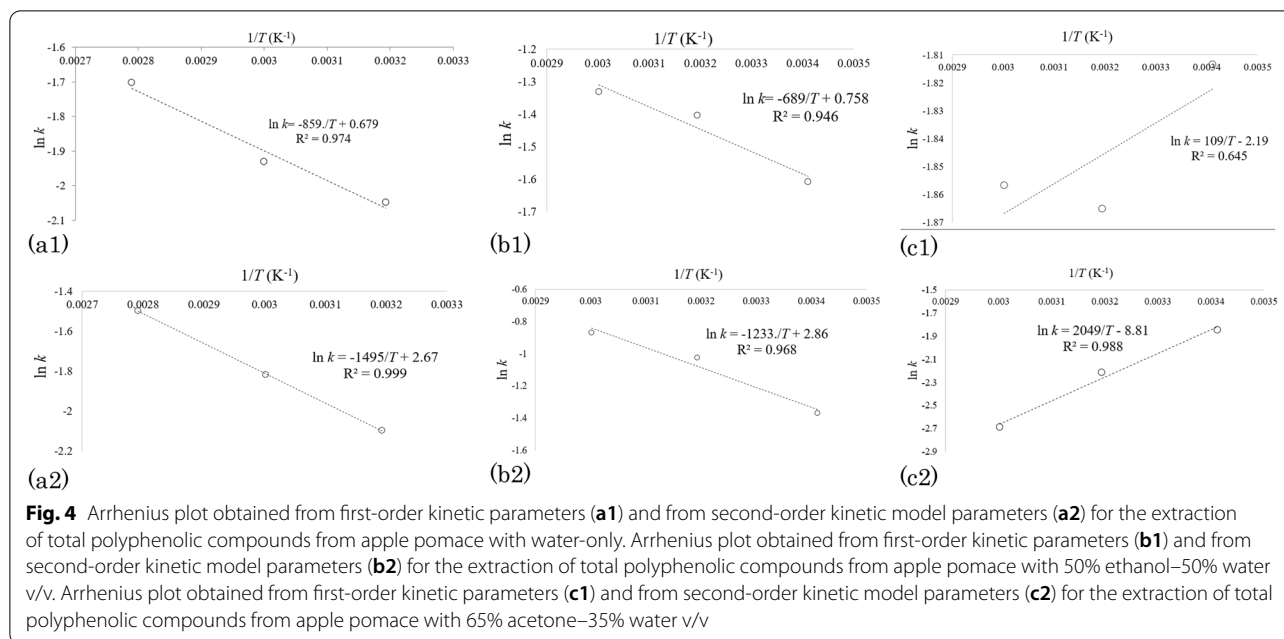 1/T (K-1)
-1.6
0.0027 0.0028 0.0029 0.003 0.0031 0.0032 0.0033
-1.7
-1.8
-1.9
-2
-2.1
ln k
ln k= -859./T + 0.679
R² = 0.974
(a1)
1/T (K-1)
-1.2
0.0029 0.003 0.0031 0.0032 0.0033 0.0034 0.0035
-1.3
-1.4
-1.5
-1.6
-1.7
ln k
ln k= -689/T + 0.758
R² = 0.946
(b1)
1/T (K-1)
-1.81
0.0029 0.003 0.0031 0.0032 0.0033 0.0034 0.0035
-1.82
-1.83
-1.84
-1.85
-1.86
-1.87
ln k
ln k = 109/T - 2.19
R² = 0.645
(c1)
1/T (K-1)
-1.4
0.0027 0.0028 0.0029 0.003 0.0031 0.0032 0.0033
-1.6
-1.8
-2
-2.2
ln k
ln k = -1495/T + 2.67
R² = 0.999
(a2)
1/T (K-1)
-0.6
0.0029 0.003 0.0031 0.0032 0.0033 0.0034 0.0035
-0.8
-1
-1.2
-1.4
-1.6
ln k
ln k = -1233./T + 2.86
R² = 0.968
(b2)
1/T (K-1)
-1.5
0.0029 0.003 0.0031 0.0032 0.0033 0.0034 0.0035
-1.7
-1.9
-2.1
-2.3
-2.5
-2.7
-2.9
ln k
ln k = 2049/T - 8.81
R² = 0.988
(c2)
Fig. 4 Arrhenius plot obtained from first-order kinetic parameters (a1) and from second-order kinetic model parameters (a2) for the extraction
of total polyphenolic compounds from apple pomace with water-only. Arrhenius plot obtained from first-order kinetic parameters (b1) and from
second-order kinetic model parameters (b2) for the extraction of total polyphenolic compounds from apple pomace with 50% ethanol–50% water
v/v. Arrhenius plot obtained from first-order kinetic parameters (c1) and from second-order kinetic model parameters (c2) for the extraction of total
polyphenolic compounds from apple pomace with 65% acetone–35% water v/v